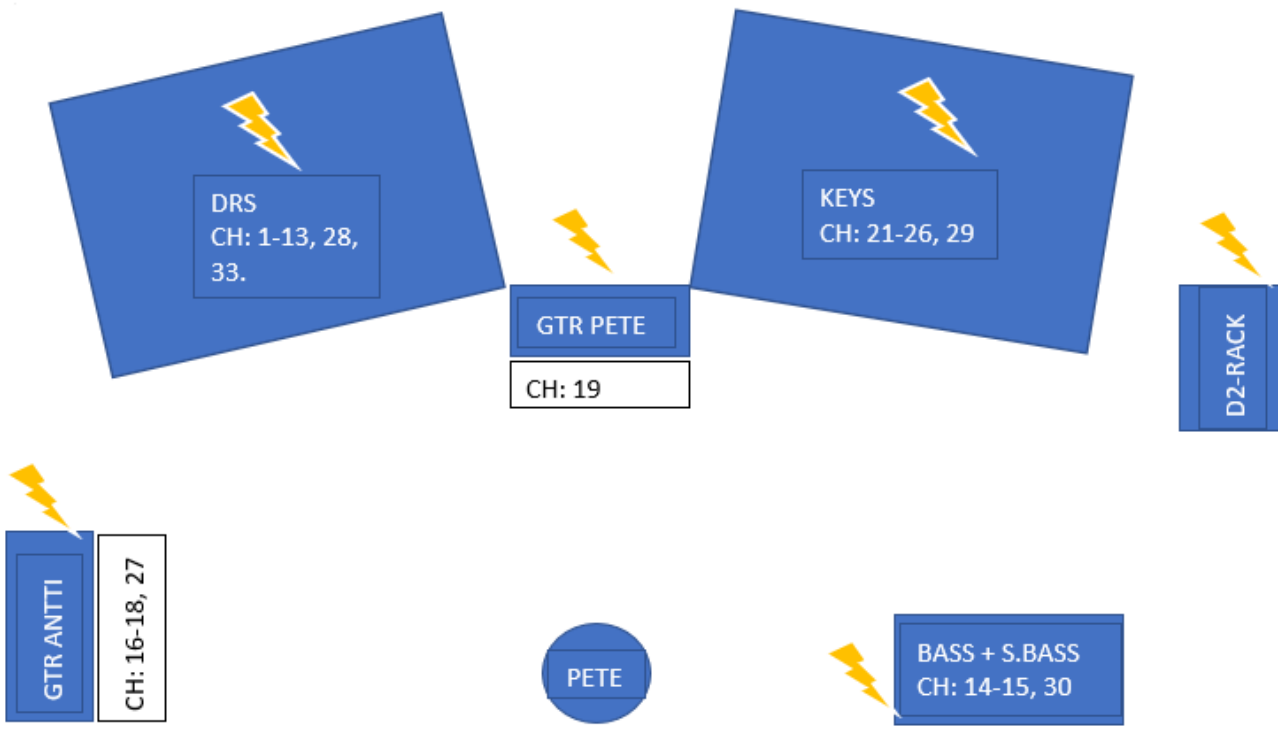 DRS
CH: 1-13, 28,
33.
KEYS
CH: 21-26, 29
GTR PETE
CH: 19
D2-RACK
GTR ANTTI
CH: 16-18, 27
PETE
BASS + S.BASS
CH: 14-15, 30